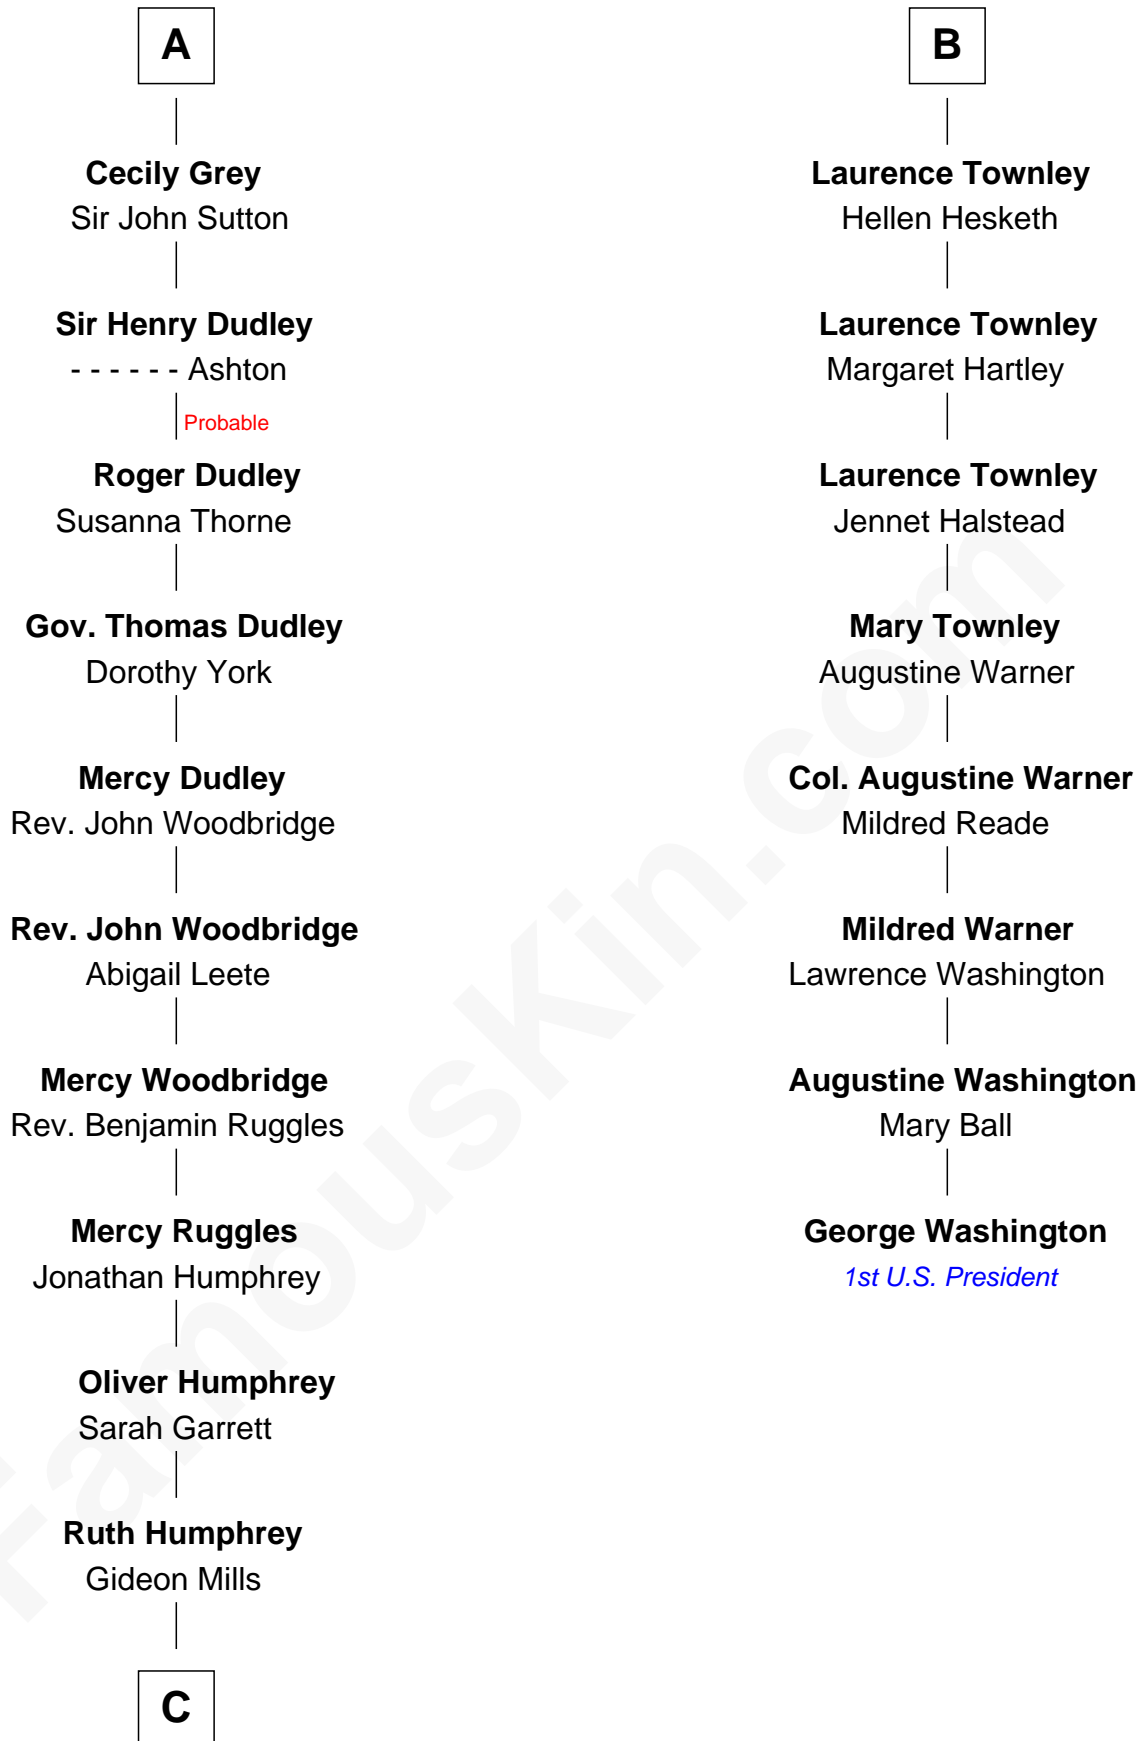 A
Cecily Grey
Sir John Sutton
Sir Henry Dudley
- - - - - - Ashton
Probable
Roger Dudley
Susanna Thorne
Gov. Thomas Dudley
Dorothy York
Mercy Dudley
Rev. John Woodbridge
Rev. John Woodbridge
Abigail Leete
Mercy Woodbridge
Rev. Benjamin Ruggles
Mercy Ruggles
Jonathan Humphrey
Oliver Humphrey
Sarah Garrett
Ruth Humphrey
Gideon Mills
C
B
Laurence Townley
Hellen Hesketh
Laurence Townley
Margaret Hartley
Laurence Townley
Jennet Halstead
Mary Townley
Augustine Warner
Col. Augustine Warner
Mildred Reade
Mildred Warner
Lawrence Washington
Augustine Washington
Mary Ball
George Washington
1st U.S. President
FamousKin.com